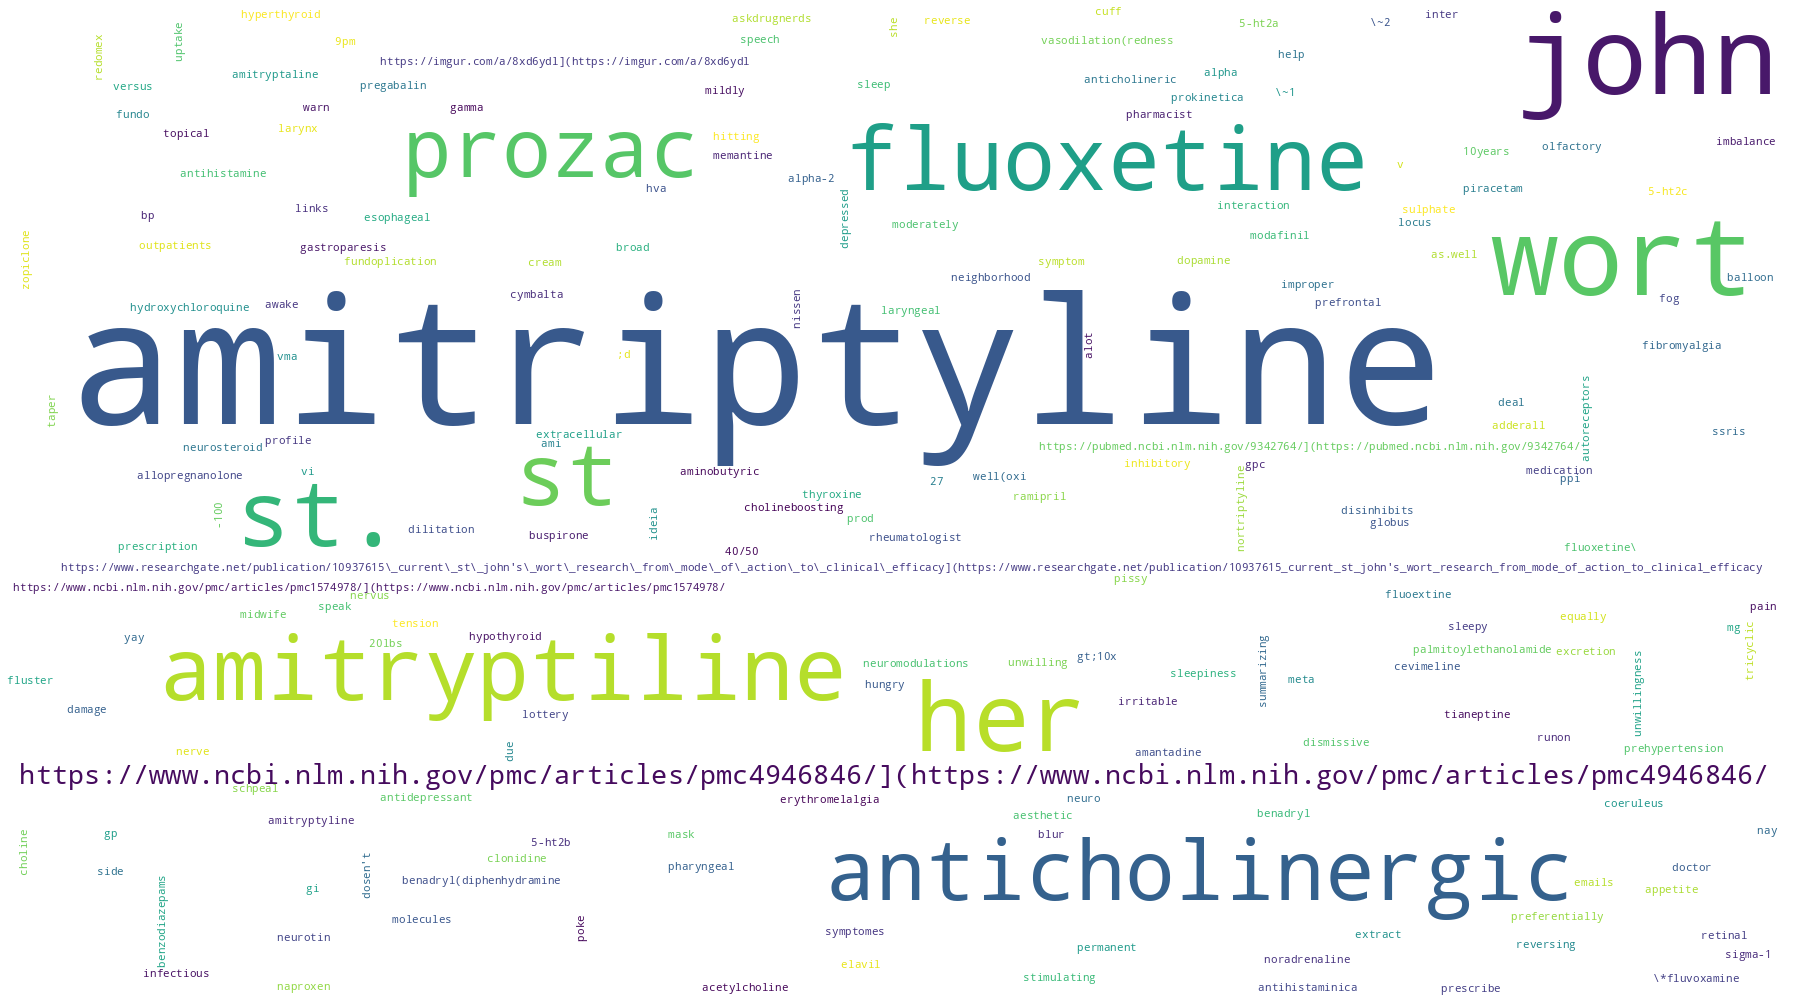 hyperthyroid
askdrugnerds
she
reverse
cuff
5-ht2a
\~2
inter
john
redomex
uptake
9pm
speech
vasodilation(redness
help
https://imgur.com/a/8xd6ydl](https://imgur.com/a/8xd6ydl
versus
amitryptaline
pregabalin
mildly
sleep
anticholineric
alpha
prokinetica
\~1
fundo
warn
gamma
pharmacist
topical
larynx
prozac
hitting
fluoxetine
memantine
v
10years
olfactory
imbalance
antihistamine
hva
alpha-2
piracetam
5-ht2c
bp
links
esophageal
depressed
moderately
interaction
sulphate
locus
wort
zopiclone
outpatients
gastroparesis
broad
modafinil
as.well
fundoplication
cream
symptom
dopamine
neighborhood
improper
balloon
hydroxychloroquine
awake
cymbalta
nissen
laryngeal
prefrontal
fog
amitriptyline
vma
;d
alot
fibromyalgia
taper
autoreceptors
deal
adderall
ssris
neurosteroid
profile
extracellular
ami
https://pubmed.ncbi.nlm.nih.gov/9342764/](https://pubmed.ncbi.nlm.nih.gov/9342764/
allopregnanolone
vi
st
aminobutyric
27
well(oxi
inhibitory
gpc
medication
ppi
st.
-100
thyroxine
cholineboosting
ramipril
nortriptyline
disinhibits
globus
prescription
dilitation
buspirone
ideia
prod
rheumatologist
40/50
fluoxetine\
https://www.researchgate.net/publication/10937615\_current\_st\_john's\_wort\_research\_from\_mode\_of\_action\_to\_clinical\_efficacy](https://www.researchgate.net/publication/10937615_current_st_john's_wort_research_from_mode_of_action_to_clinical_efficacy
https://www.ncbi.nlm.nih.gov/pmc/articles/pmc1574978/](https://www.ncbi.nlm.nih.gov/pmc/articles/pmc1574978/
pissy
nervus
speak
midwife
fluoextine
equally
pain
yay
tension
20lbs
hypothyroid
sleepy
mg
tricyclic
amitryptiline
fluster
neuromodulations
unwilling
gt;10x
sleepiness
summarizing
meta
palmitoylethanolamide
excretion
cevimeline
unwillingness
hungry
her
irritable
damage
lottery
tianeptine
nerve
due
amantadine
dismissive
runon
prehypertension
https://www.ncbi.nlm.nih.gov/pmc/articles/pmc4946846/](https://www.ncbi.nlm.nih.gov/pmc/articles/pmc4946846/
schpeal
antidepressant
erythromelalgia
neuro
coeruleus
amitryptyline
aesthetic
benadryl
choline
gp
5-ht2b
mask
blur
nay
anticholinergic
side
clonidine
pharyngeal
doctor
gi
dosen't
benadryl(diphenhydramine
emails
appetite
benzodiazepams
molecules
poke
preferentially
neurotin
symptomes
permanent
extract
reversing
retinal
infectious
elavil
noradrenaline
sigma-1
naproxen
acetylcholine
stimulating
antihistaminica
prescribe
\*fluvoxamine